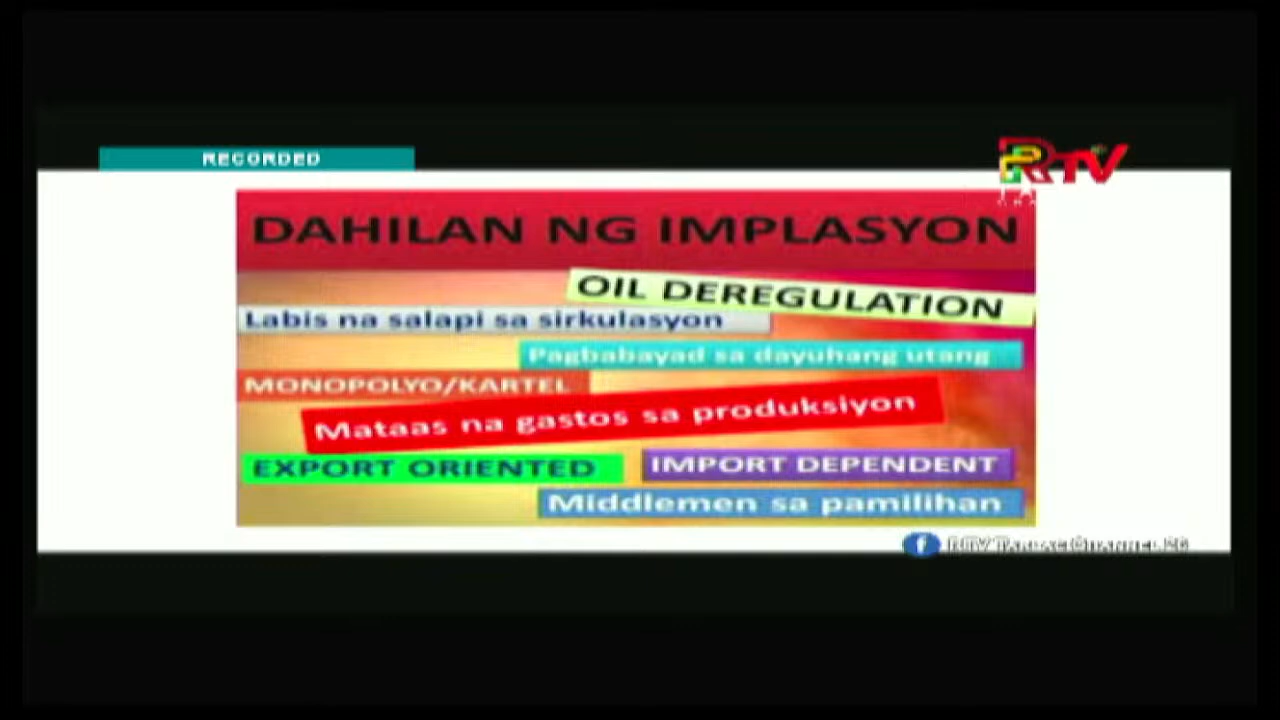 RECORDED
RTV
DAHILAN NG IMPLASYON
OIL DEREGULATION
Labis na salapi sa sirkulasyon
Pagbabayad sa dayuhang utang
MONOPOLYO/KARTEL
Mataas na gastos sa produksiyon
EXPORT ORIENTED
IMPORT DEPENDENT
Middlemen sa pamilihan